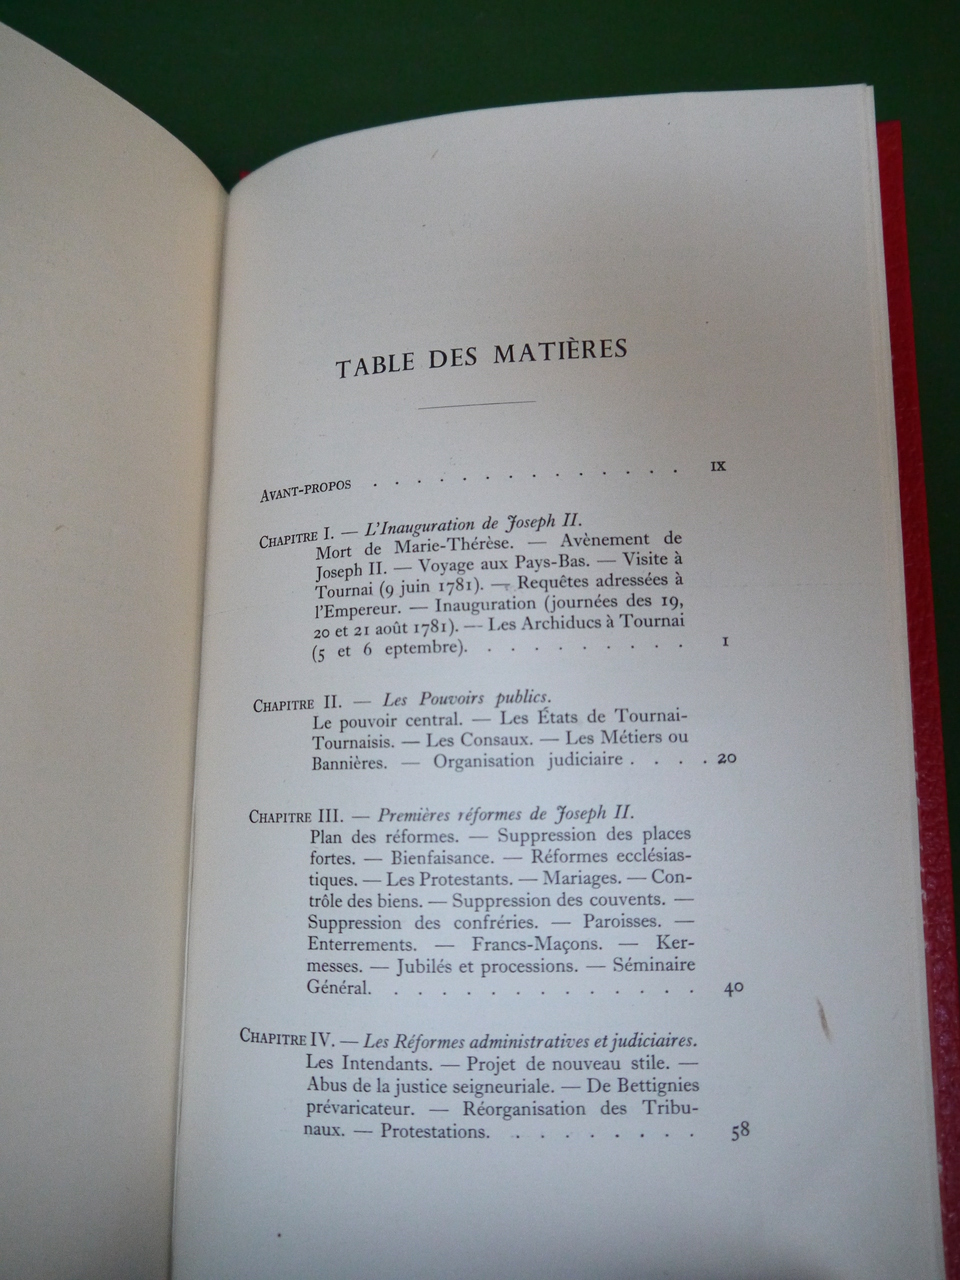 TABLE DES MATIÈRES
AVANT-PROPOS . . . . . . . . . . . . . . IX
CHAPITRE I. — L'Inauguration de Joseph II.
Mort de Marie-Thérèse. — Avènement de
Joseph II. — Voyage aux Pays-Bas. — Visite à
Tournai (9 juin 1781). — Requêtes adressées à
l'Empereur. — Inauguration (journées des 19,
20 et 21 août 1781). — Les Archiducs à Tournai
(5 et 6 eptembre). . . . . . . . . . 1
CHAPITRE II. — Les Pouvoirs publics.
Le pouvoir central. — Les États de Tournai-
Tournaisis. — Les Consaux. — Les Métiers ou
Bannières. — Organisation judiciaire . . . . 20
CHAPITRE III. — Premières réformes de Joseph II.
Plan des réformes. — Suppression des places
fortes. — Bienfaisance. — Réformes ecclésias-
tiques. — Les Protestants. — Mariages. — Con-
trôle des biens. — Suppression des couvents. —
Suppression des confréries. — Paroisses. —
Enterrements. — Francs-Maçons. — Ker-
messes. — Jubilés et processions. — Séminaire
Général. . . . . . . . . . . . . . 40
CHAPITRE IV. — Les Réformes administratives et judiciaires.
Les Intendants. — Projet de nouveau stile. —
Abus de la justice seigneuriale. — De Bettignies
prévaricateur. — Réorganisation des Tribu-
naux. — Protestations. . . . . . . . . 58